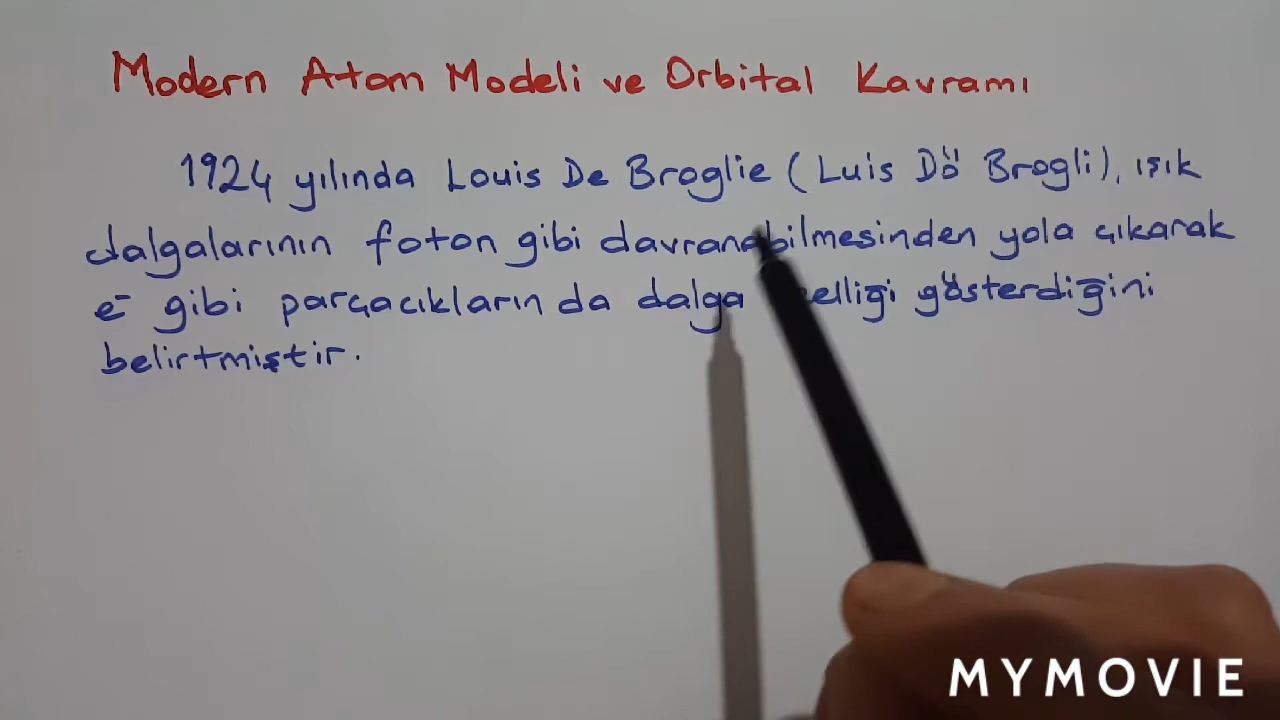 Modern Atom Modeli ve Orbital Kavramı
1924 yılında Louis De Broglie (Luis Dö Brogli), ışık
dalgalarının foton gibi davranabilmesinden yola çıkarak
e⁻ gibi parçacıkların da dalga gösterdiğini
belirtmiştir.
MYMOVIE